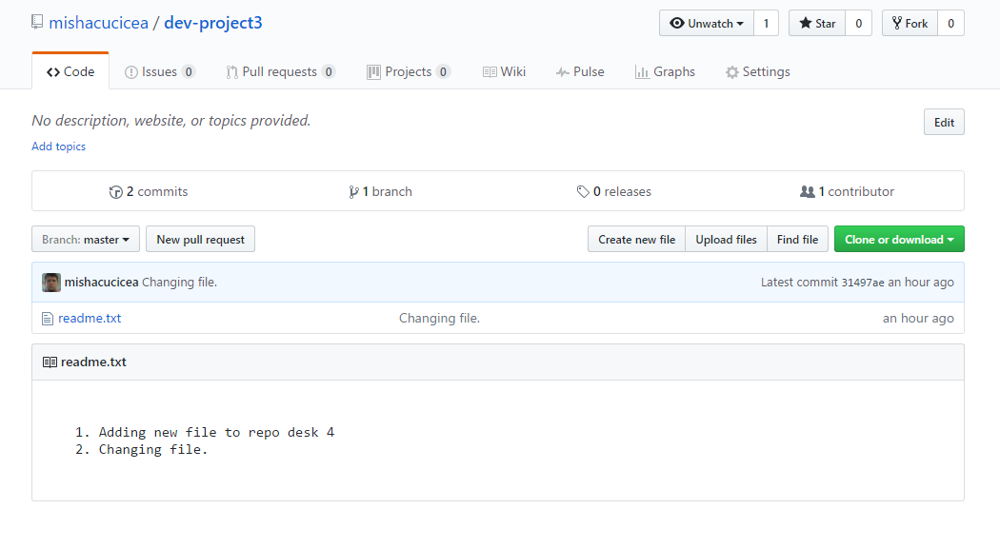 mishacucicea / dev-project3
Unwatch 1 Star 0 Fork 0
Code Issues 0 Pull requests 0 Projects 0 Wiki Pulse Graphs Settings
No description, website, or topics provided.
Edit
Add topics
2 commits 1 branch 0 releases 1 contributor
Branch: master New pull request Create new file Upload files Find file Clone or download
mishacucicea Changing file. Latest commit 31497ae an hour ago
readme.txt Changing file. an hour ago
readme.txt
1. Adding new file to repo desk 4
2. Changing file.